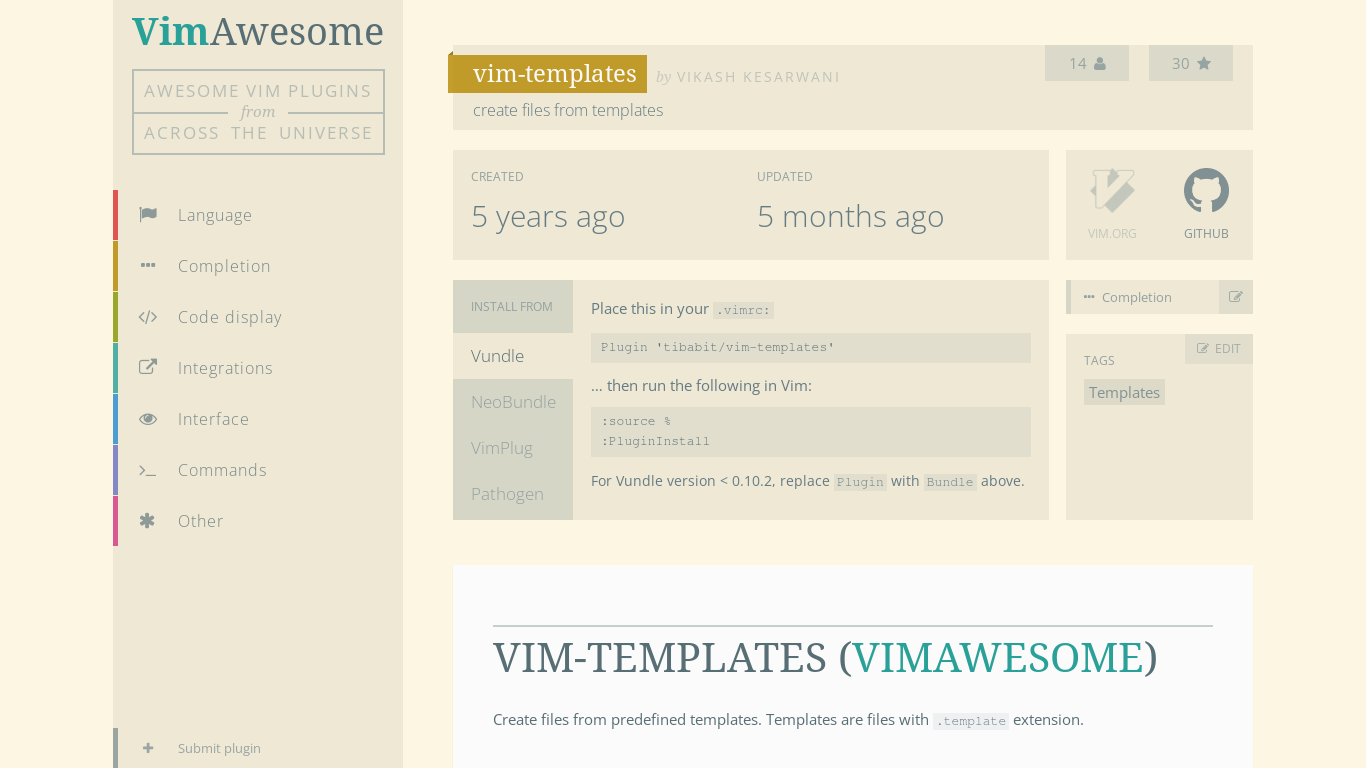 VimAwesome
AWESOME VIM PLUGINS
from
ACROSS THE UNIVERSE
Language
Completion
Code display
Integrations
Interface
Commands
Other
Submit plugin
vim-templates by VIKASH KESARWANI
14
30
create files from templates
CREATED
5 years ago
UPDATED
5 months ago
VIM.ORG
GITHUB
INSTALL FROM
Vundle
NeoBundle
VimPlug
Pathogen
Place this in your .vimrc:
Plugin 'tibabit/vim-templates'
... then run the following in Vim:
:source %
:PluginInstall
For Vundle version < 0.10.2, replace Plugin with Bundle above.
Completion
TAGS
EDIT
Templates
VIM-TEMPLATES (VIMAWESOME)
Create files from predefined templates. Templates are files with .template extension.